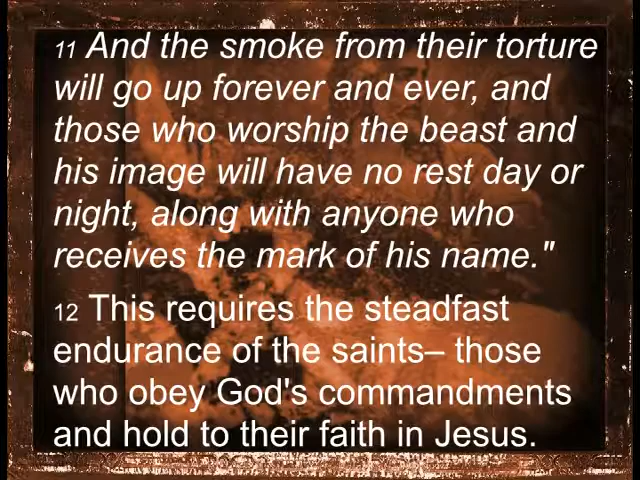 11 And the smoke from their torture
will go up forever and ever, and
those who worship the beast and
his image will have no rest day or
night, along with anyone who
receives the mark of his name."
12 This requires the steadfast
endurance of the saints– those
who obey God's commandments
and hold to their faith in Jesus.